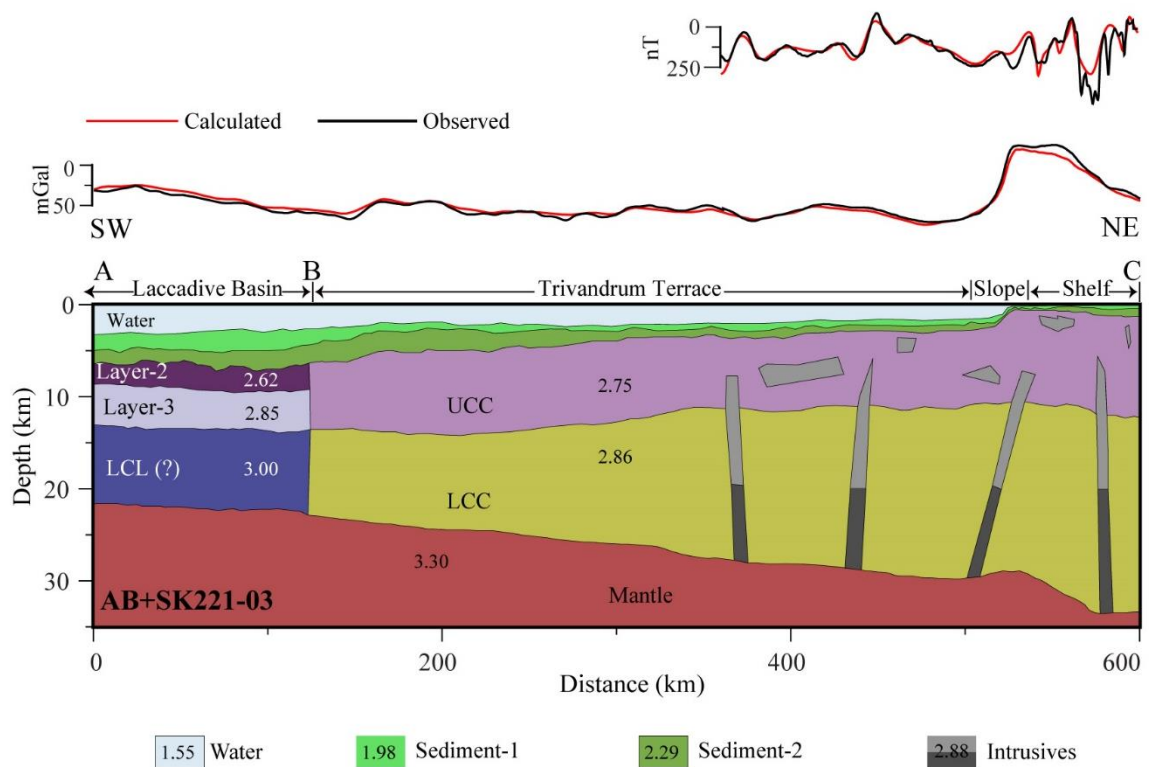 0
nT
250
Calculated
Observed
0
mGal
50
SW
NE
A
B
C
Laccadive Basin
Trivandrum Terrace
Slope
Shelf
0
Water
Layer-2
2.62
10
Layer-3
2.85
UCC
2.75
LCL (?)
3.00
2.86
20
LCC
30
3.30
Mantle
AB+SK221-03
Depth (km)
0
200
400
600
Distance (km)
1.55 Water
1.98 Sediment-1
2.29 Sediment-2
2.88 Intrusives